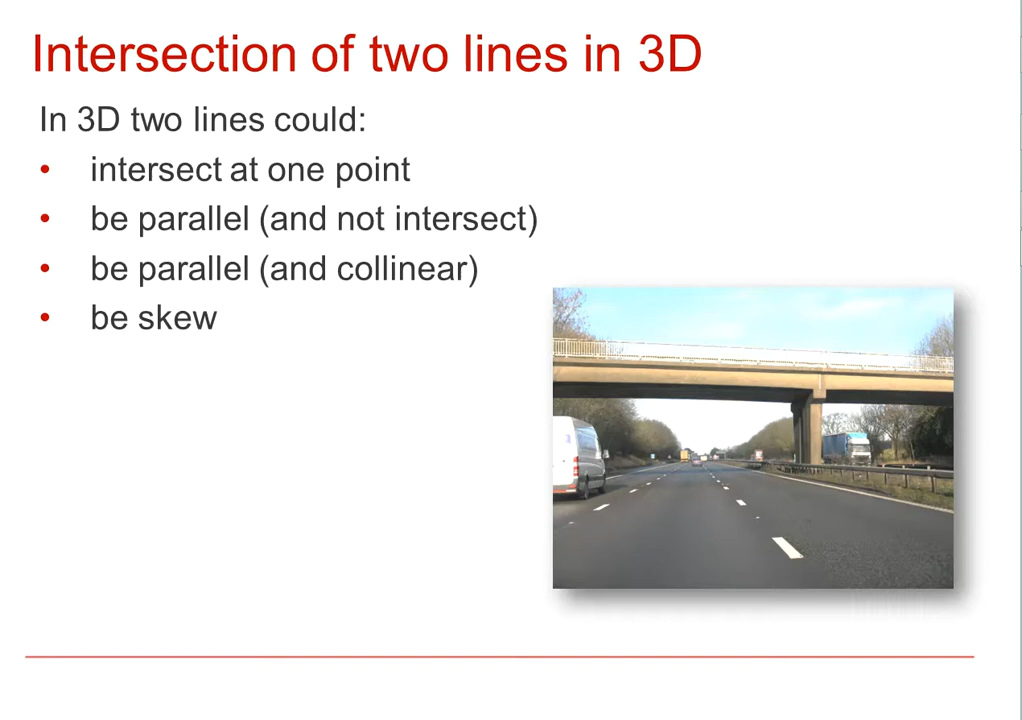 Intersection of two lines in 3D
In 3D two lines could:
• intersect at one point
• be parallel (and not intersect)
• be parallel (and collinear)
• be skew